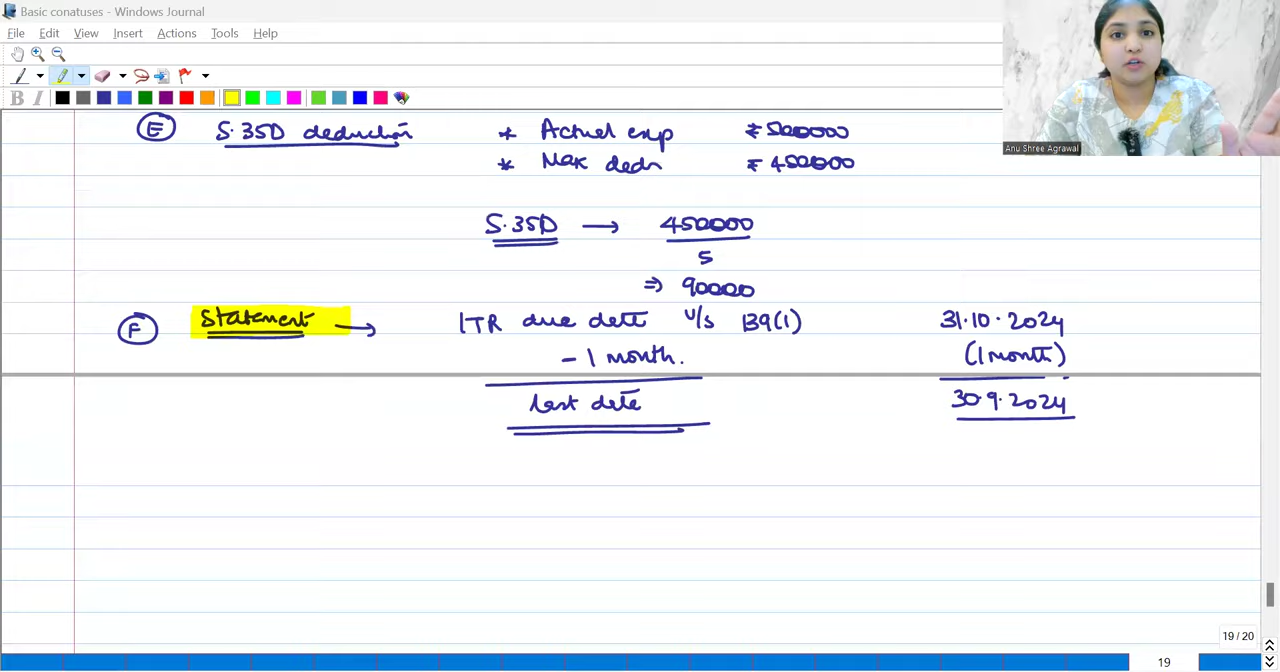 Basic conatuses - Windows Journal
File Edit View Insert Actions Tools Help
B I
Anu Shree Agrawal
E S.35D deduction * Actual exp ₹500000
* Max dedn ₹450000
S.35D → 450000
5
⇒ 90000
F Statement → ITR due date u/s 139(1) 31.10.2024
- 1 month. (1 month)
last date 30.9.2024
19 / 20
19